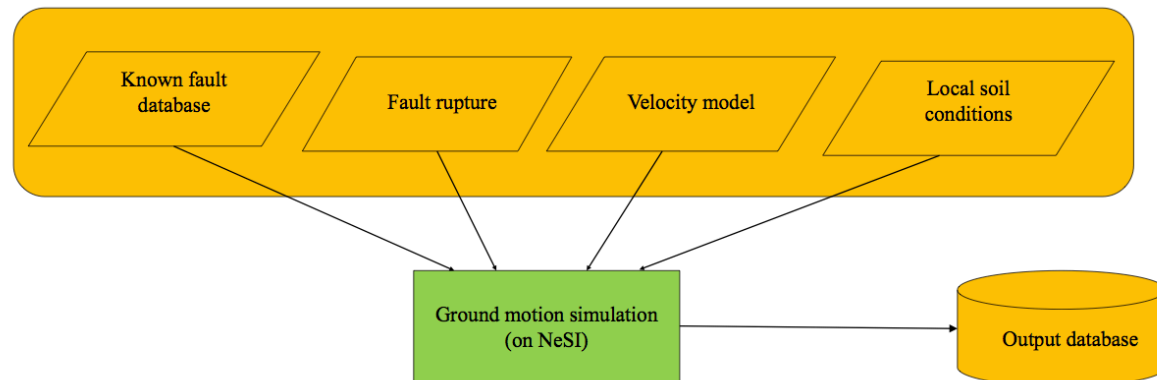 Known fault
database
Fault rupture
Velocity model
Local soil
conditions
Ground motion simulation
(on NeSI)
Output database